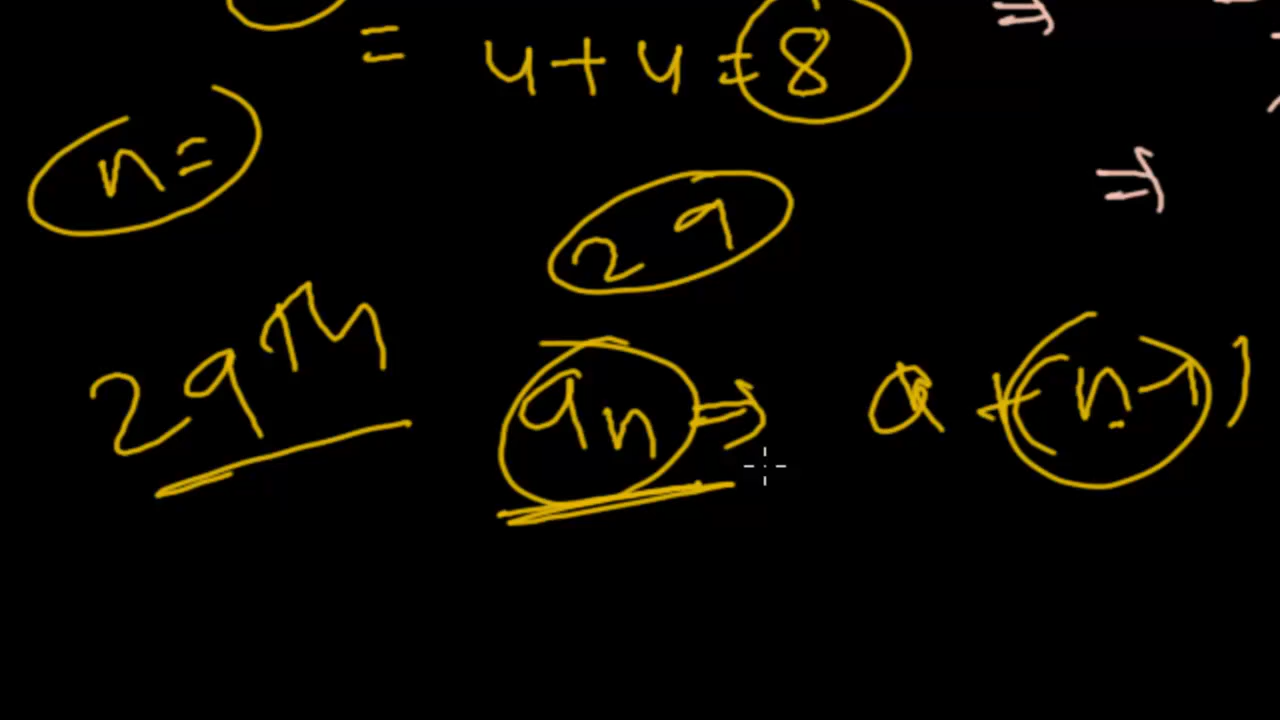 = 4 + 4 = 8 ⇒
n =
⇒
29
29th aₙ ⇒ a + (n-1)